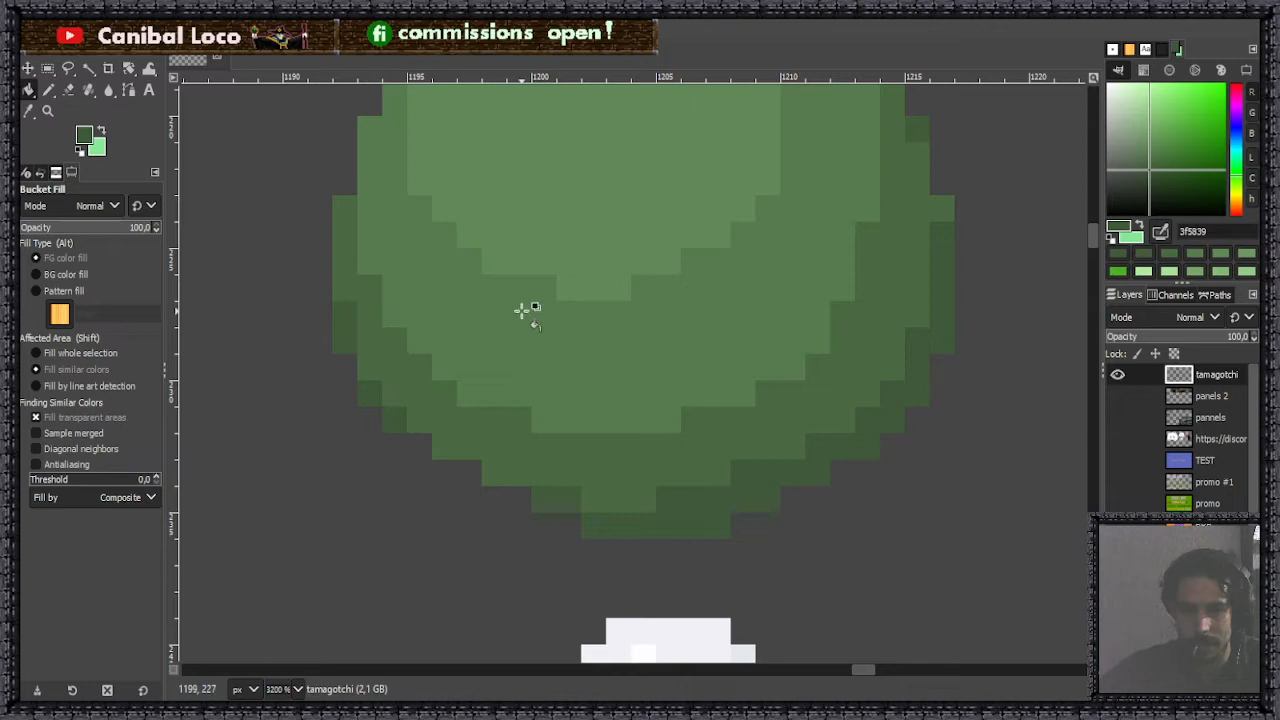 Canibal Loco
fi commissions open!
1190 1195 1200 1205 1210 1215 1220
Bucket Fill
Mode Normal
Opacity 100,0
Fill Type (Alt)
FG color fill
BG color fill
Pattern fill
Affected Area (Shift)
Fill whole selection
Fill similar colors
Fill by line art detection
Finding Similar Colors
Fill transparent areas
Sample merged
Diagonal neighbors
Antialiasing
Threshold 0,0
Fill by Composite
R
G
B
L
C
h
3f5839
Layers Channels Paths
Mode Normal
Opacity 100,0
Lock:
tamagotchi
panels 2
pannels
https://discor
TEST
promo #1
promo
1199, 227 px 3200 % tamagotchi (2,1 GB)